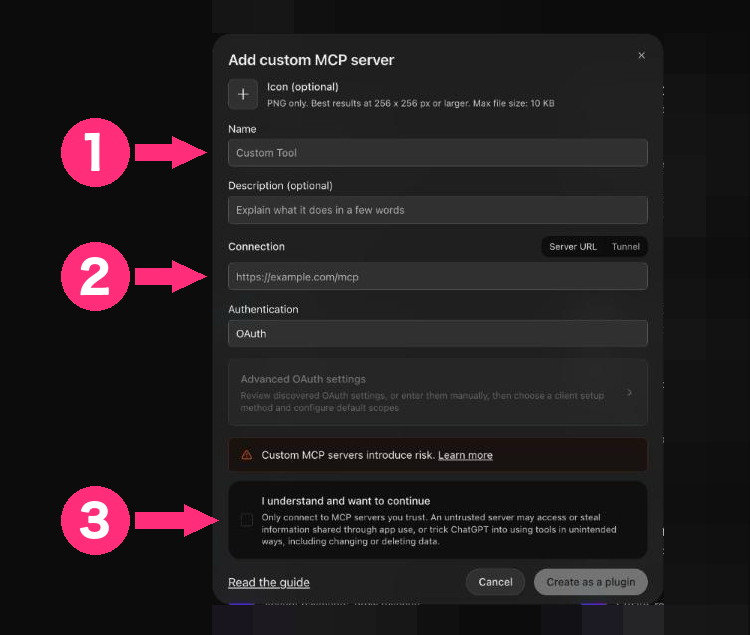 Add custom MCP server
Icon (optional)
PNG only. Best results at 256 x 256 px or larger. Max file size: 10 KB
Name
1
Custom Tool
Description (optional)
Explain what it does in a few words
Connection
Server URL Tunnel
2
https://example.com/mcp
Authentication
OAuth
Advanced OAuth settings
Review discovered OAuth settings, or enter them manually, then choose a client setup
method and configure default scopes
Custom MCP servers introduce risk. Learn more
3
I understand and want to continue
Only connect to MCP servers you trust. An untrusted server may access or steal
information shared through app use, or trick ChatGPT into using tools in unintended
ways, including changing or deleting data.
Read the guide
Cancel
Create as a plugin